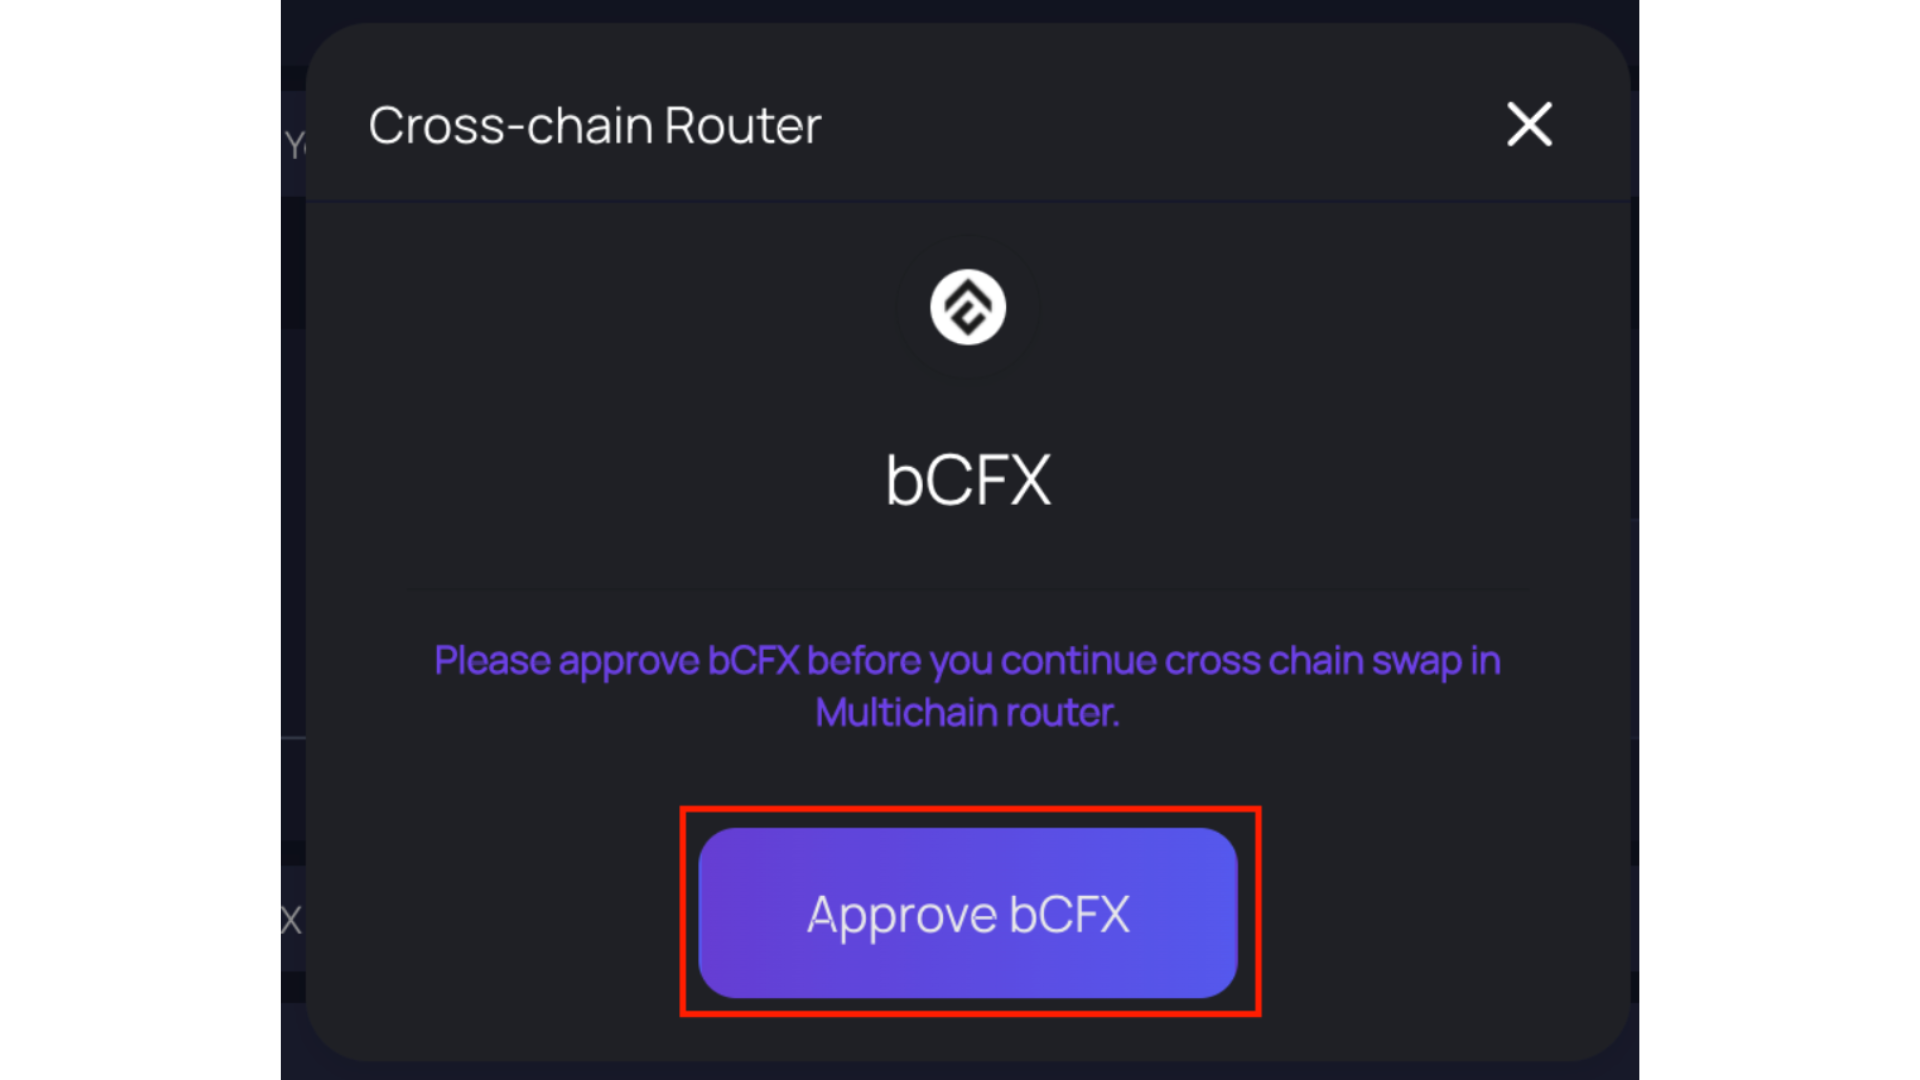 Cross-chain Router
bCFX
Please approve bCFX before you continue cross chain swap in
Multichain router.
Approve bCFX
X